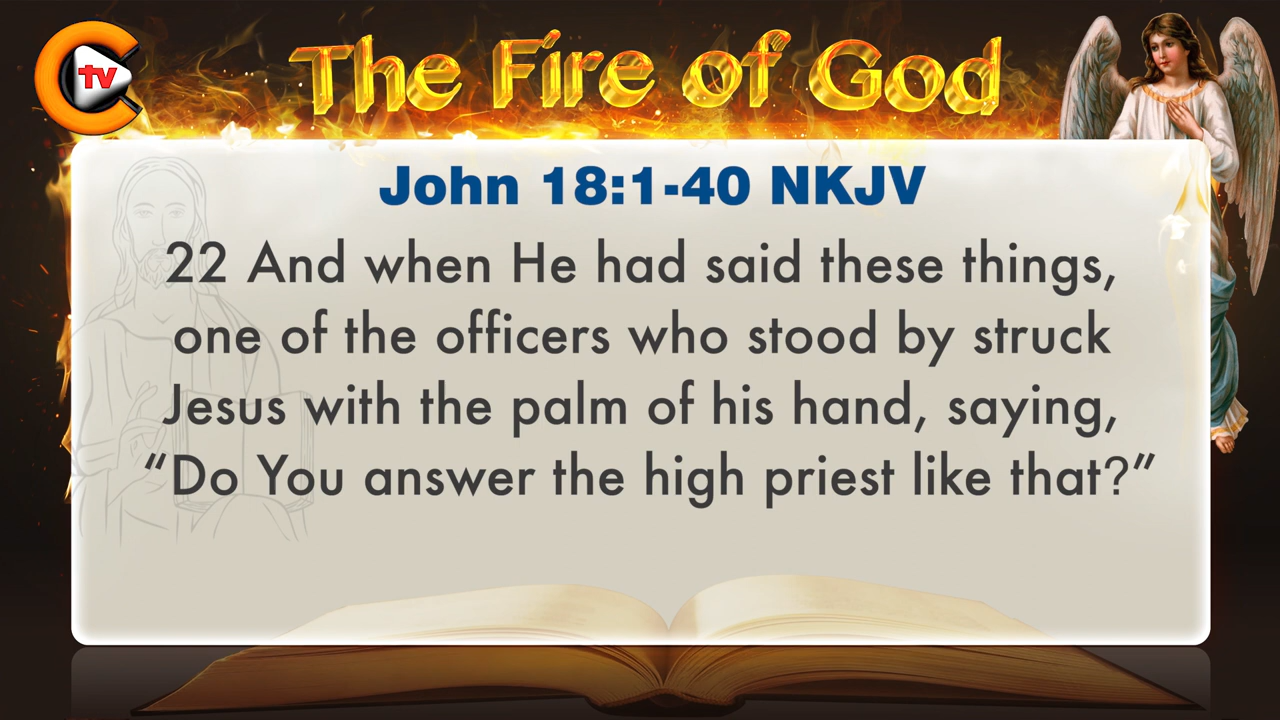 tv
The Fire of God
John 18:1-40 NKJV
22 And when He had said these things,
one of the officers who stood by struck
Jesus with the palm of his hand, saying,
“Do You answer the high priest like that?”